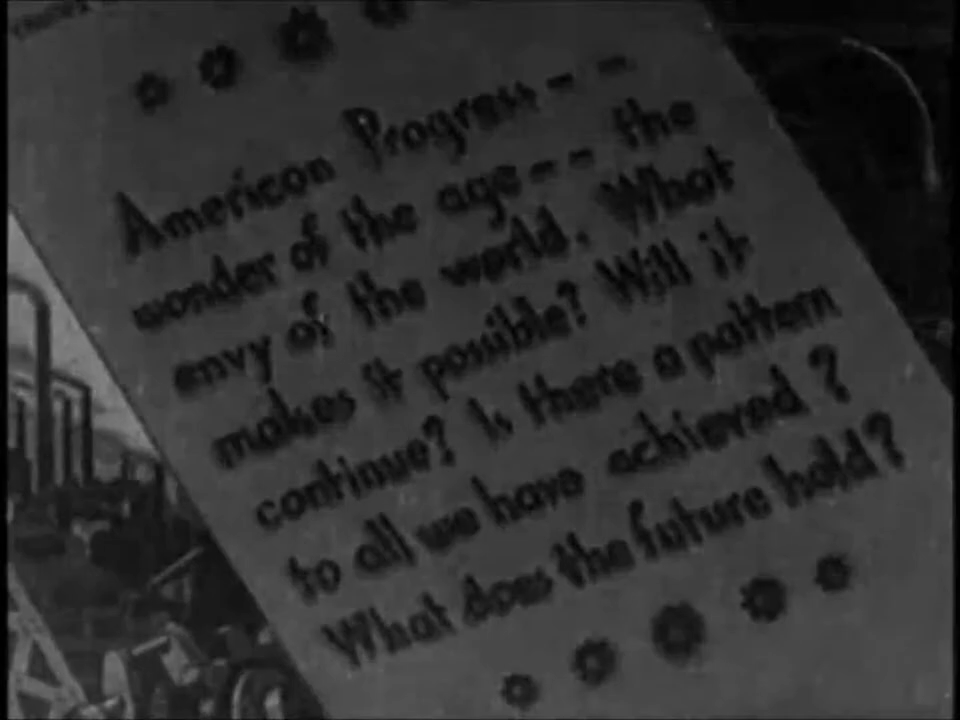 American Progress -- 
wonder of the age -- the
envy of the world. What
makes it possible? Will it
continue? Is there a pattern
to all we have achieved?
What does the future hold?